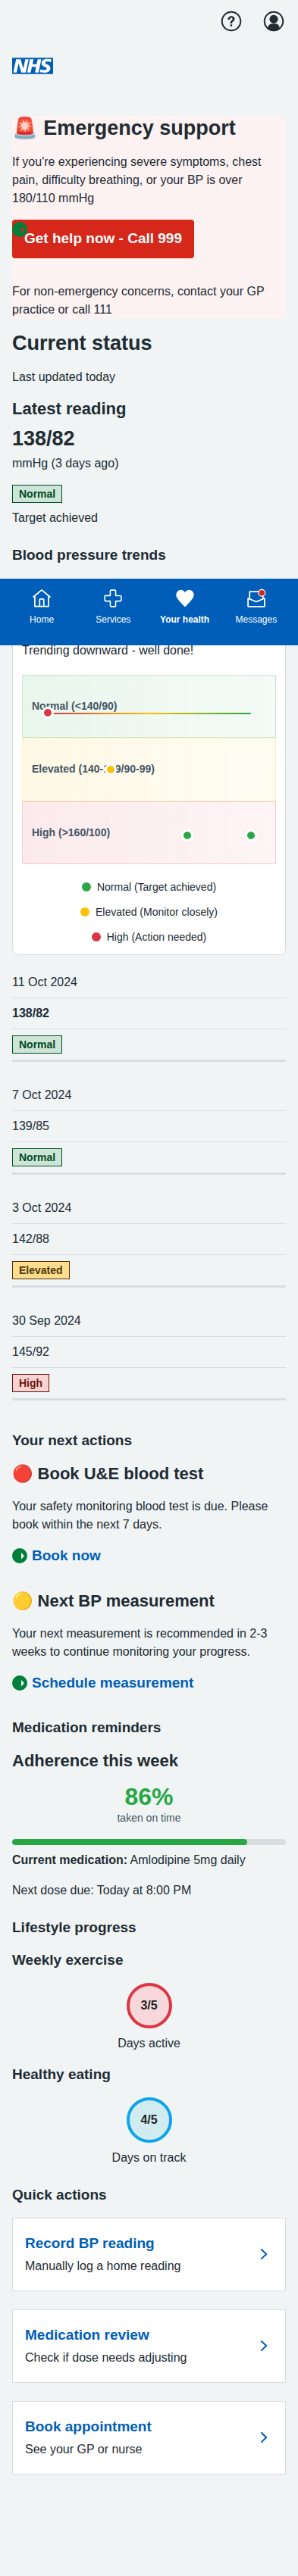 NHS
🚨 Emergency support
If you're experiencing severe symptoms, chest
pain, difficulty breathing, or your BP is over
180/110 mmHg
Get help now - Call 999
For non-emergency concerns, contact your GP
practice or call 111
Current status
Last updated today
Latest reading
138/82
mmHg (3 days ago)
Normal
Target achieved
Blood pressure trends
Home
Services
Your health
Messages
Trending downward - well done!
Normal (<140/90)
Elevated (140-159/90-99)
High (>160/100)
Normal (Target achieved)
Elevated (Monitor closely)
High (Action needed)
11 Oct 2024
138/82
Normal
7 Oct 2024
139/85
Normal
3 Oct 2024
142/88
Elevated
30 Sep 2024
145/92
High
Your next actions
🔴 Book U&E blood test
Your safety monitoring blood test is due. Please
book within the next 7 days.
Book now
🟡 Next BP measurement
Your next measurement is recommended in 2-3
weeks to continue monitoring your progress.
Schedule measurement
Medication reminders
Adherence this week
86%
taken on time
Current medication: Amlodipine 5mg daily
Next dose due: Today at 8:00 PM
Lifestyle progress
Weekly exercise
3/5
Days active
Healthy eating
4/5
Days on track
Quick actions
Record BP reading
Manually log a home reading
Medication review
Check if dose needs adjusting
Book appointment
See your GP or nurse